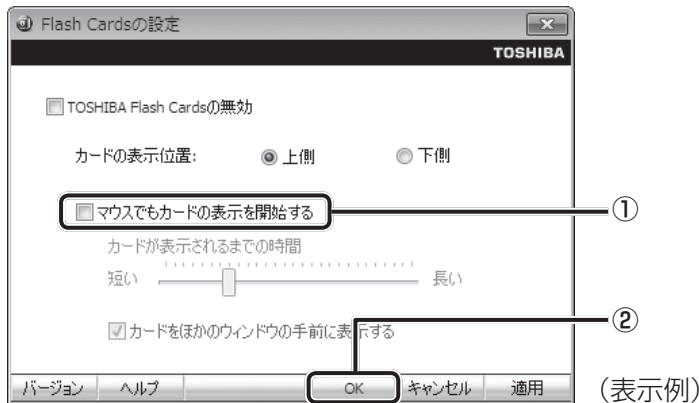 Flash Cardsの設定
TOSHIBA
TOSHIBA Flash Cardsの無効
カードの表示位置: 上側 下側
マウスでもカードの表示を開始する
①
カードが表示されるまでの時間
短い 長い
②
カードをほかのウィンドウの手前に表示する
バージョン ヘルプ OK キャンセル 適用
(表示例)